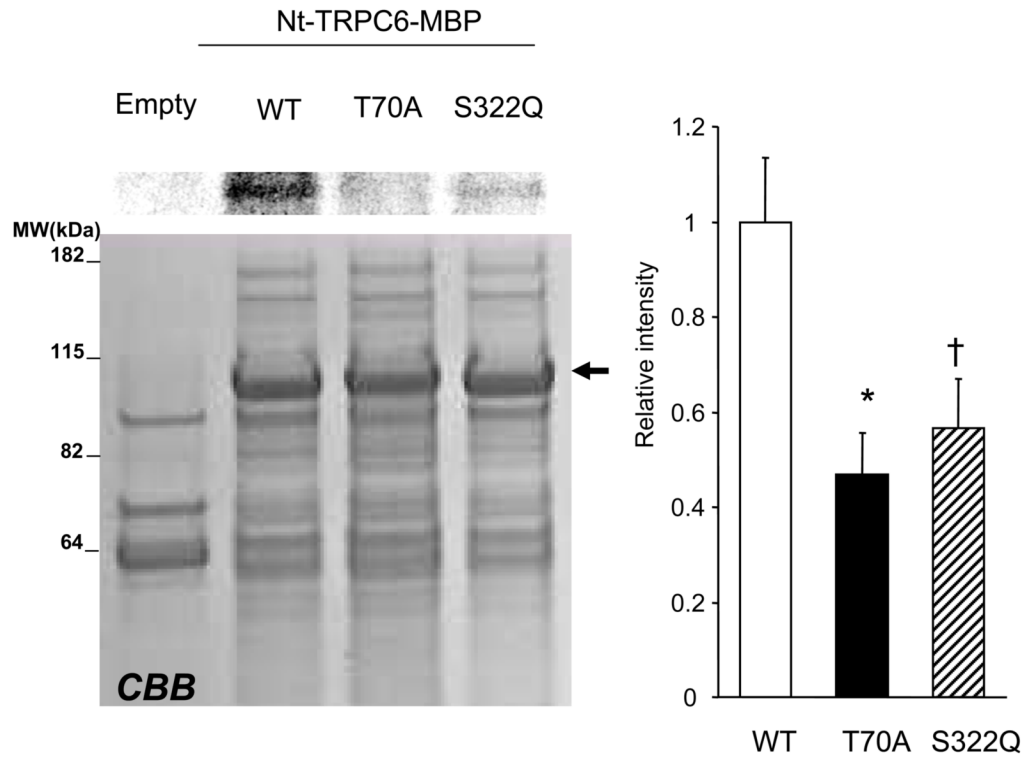 Nt-TRPC6-MBP
Empty WT T70A S322Q
MW(kDa)
182
115
82
64
CBB
1.2
1
0.8
0.6
0.4
0.2
0
Relative intensity
*
†
WT T70A S322Q